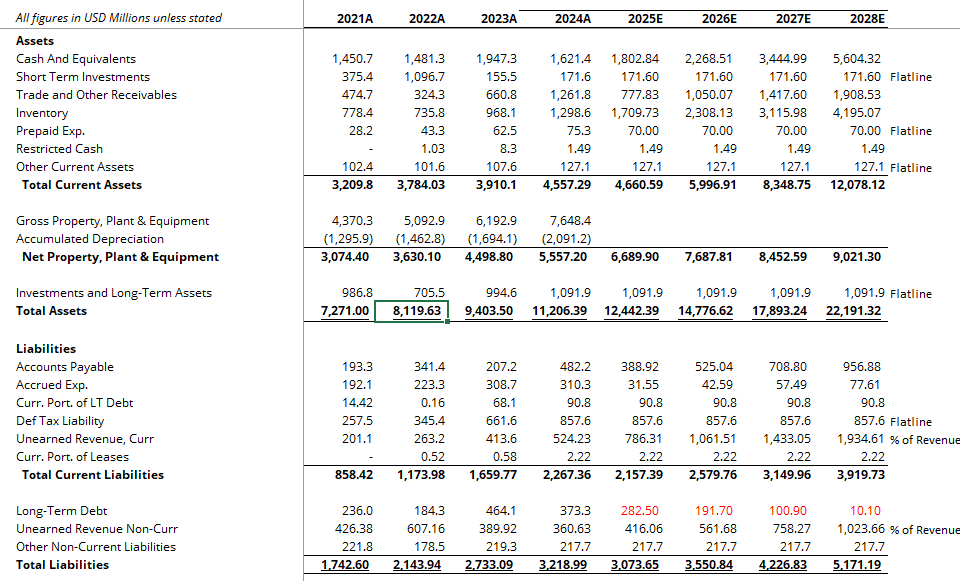 All figures in USD Millions unless stated 2021A 2022A 2023A 2024A 2025E 2026E 2027E 2028E
Assets
Cash And Equivalents 1,450.7 1,481.3 1,947.3 1,621.4 1,802.84 2,268.51 3,444.99 5,604.32
Short Term Investments 375.4 1,096.7 155.5 171.6 171.60 171.60 171.60 171.60 Flatline
Trade and Other Receivables 474.7 324.3 660.8 1,261.8 777.83 1,050.07 1,417.60 1,908.53
Inventory 778.4 735.8 968.1 1,298.6 1,709.73 2,308.13 3,115.98 4,195.07
Prepaid Exp. 28.2 43.3 62.5 75.3 70.00 70.00 70.00 70.00 Flatline
Restricted Cash - 1.03 8.3 1.49 1.49 1.49 1.49 1.49
Other Current Assets 102.4 101.6 107.6 127.1 127.1 127.1 127.1 127.1 Flatline
Total Current Assets 3,209.8 3,784.03 3,910.1 4,557.29 4,660.59 5,996.91 8,348.75 12,078.12
Gross Property, Plant & Equipment 4,370.3 5,092.9 6,192.9 7,648.4
Accumulated Depreciation (1,295.9) (1,462.8) (1,694.1) (2,091.2)
Net Property, Plant & Equipment 3,074.40 3,630.10 4,498.80 5,557.20 6,689.90 7,687.81 8,452.59 9,021.30
Investments and Long-Term Assets 986.8 705.5 994.6 1,091.9 1,091.9 1,091.9 1,091.9 1,091.9 Flatline
Total Assets 7,271.00 8,119.63 9,403.50 11,206.39 12,442.39 14,776.62 17,893.24 22,191.32
Liabilities
Accounts Payable 193.3 341.4 207.2 482.2 388.92 525.04 708.80 956.88
Accrued Exp. 192.1 223.3 308.7 310.3 31.55 42.59 57.49 77.61
Curr. Port. of LT Debt 14.42 0.16 68.1 90.8 90.8 90.8 90.8 90.8
Def Tax Liability 257.5 345.4 661.6 857.6 857.6 857.6 857.6 857.6 Flatline
Unearned Revenue, Curr 201.1 263.2 413.6 524.23 786.31 1,061.51 1,433.05 1,934.61 % of Revenue
Curr. Port. of Leases - 0.52 0.58 2.22 2.22 2.22 2.22 2.22
Total Current Liabilities 858.42 1,173.98 1,659.77 2,267.36 2,157.39 2,579.76 3,149.96 3,919.73
Long-Term Debt 236.0 184.3 464.1 373.3 282.50 191.70 100.90 10.10
Unearned Revenue Non-Curr 426.38 607.16 389.92 360.63 416.06 561.68 758.27 1,023.66 % of Revenue
Other Non-Current Liabilities 221.8 178.5 219.3 217.7 217.7 217.7 217.7 217.7
Total Liabilities 1,742.60 2,143.94 2,733.09 3,218.99 3,073.65 3,550.84 4,226.83 5,171.19